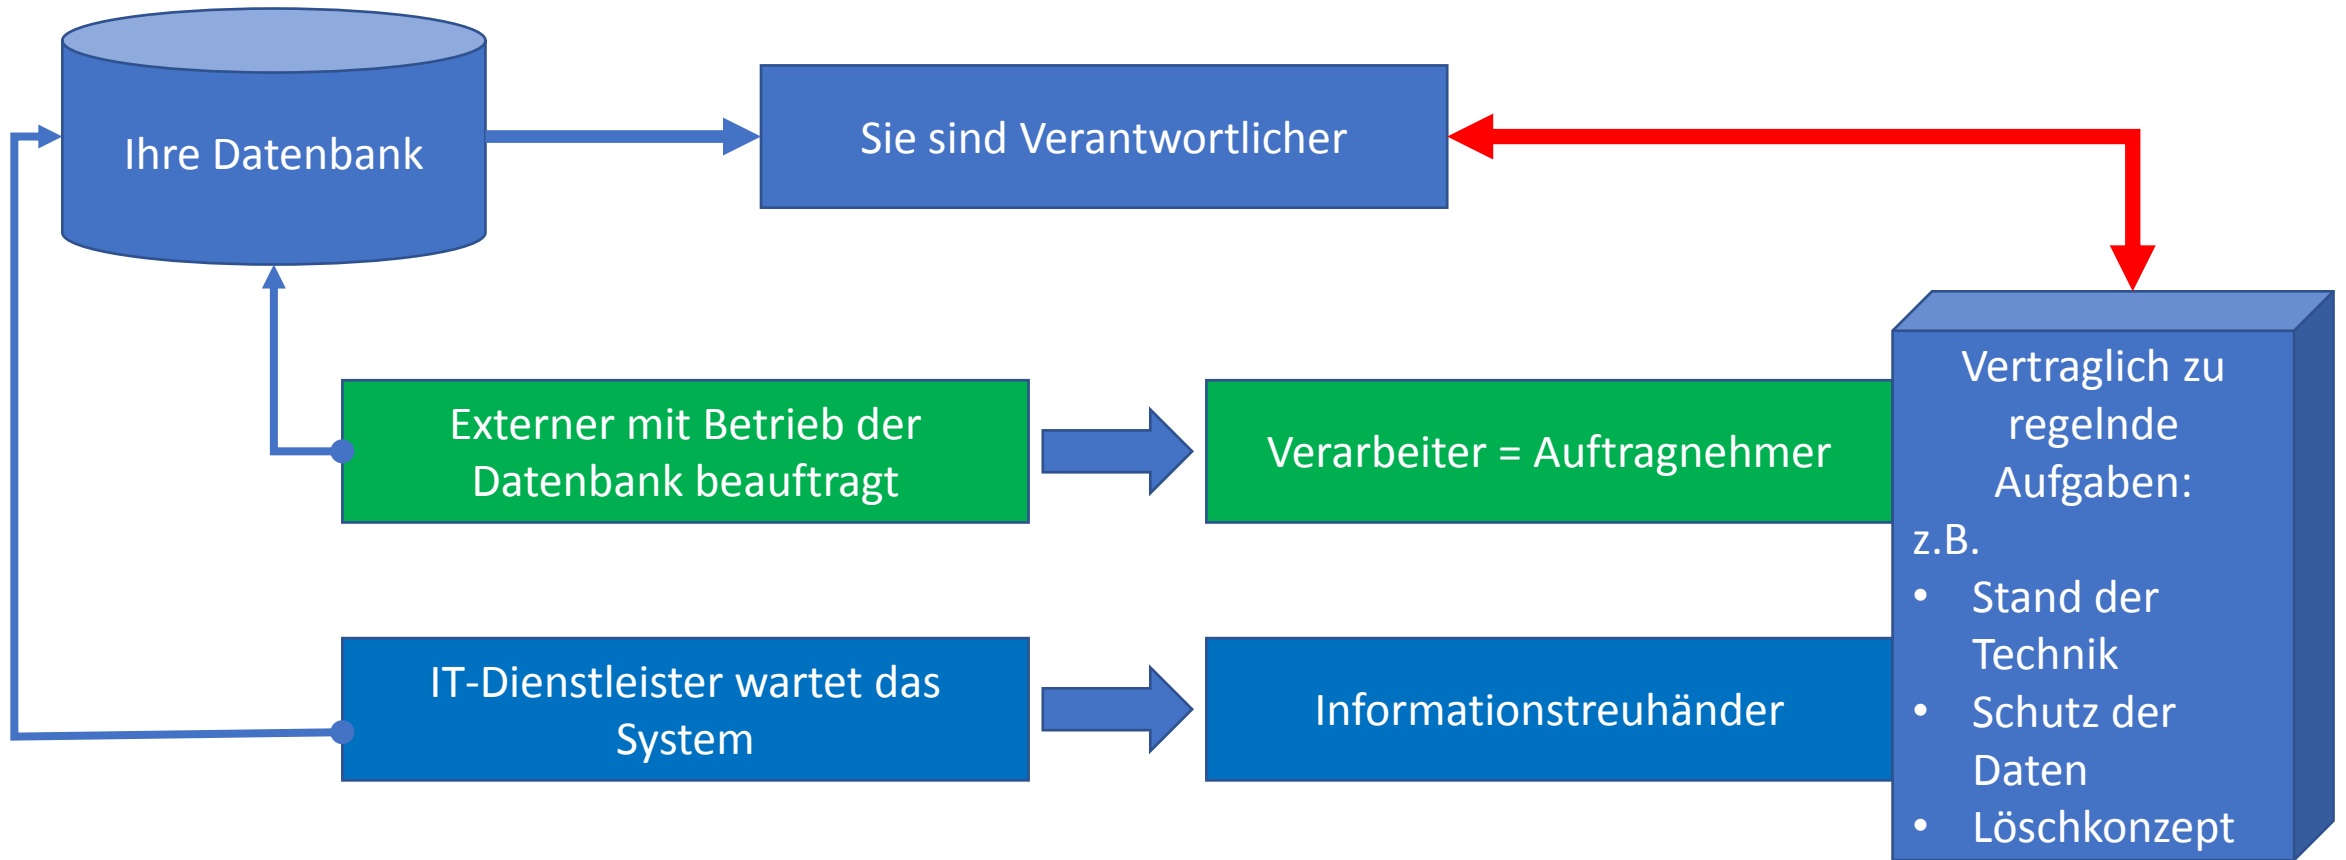 Ihre Datenbank
Sie sind Verantwortlicher
Externer mit Betrieb der
Datenbank beauftragt
Verarbeiter = Auftragnehmer
IT-Dienstleister wartet das
System
Informationstreuhänder
Vertraglich zu
regelnde
Aufgaben:
z.B.
• Stand der
Technik
• Schutz der
Daten
• Löschkonzept